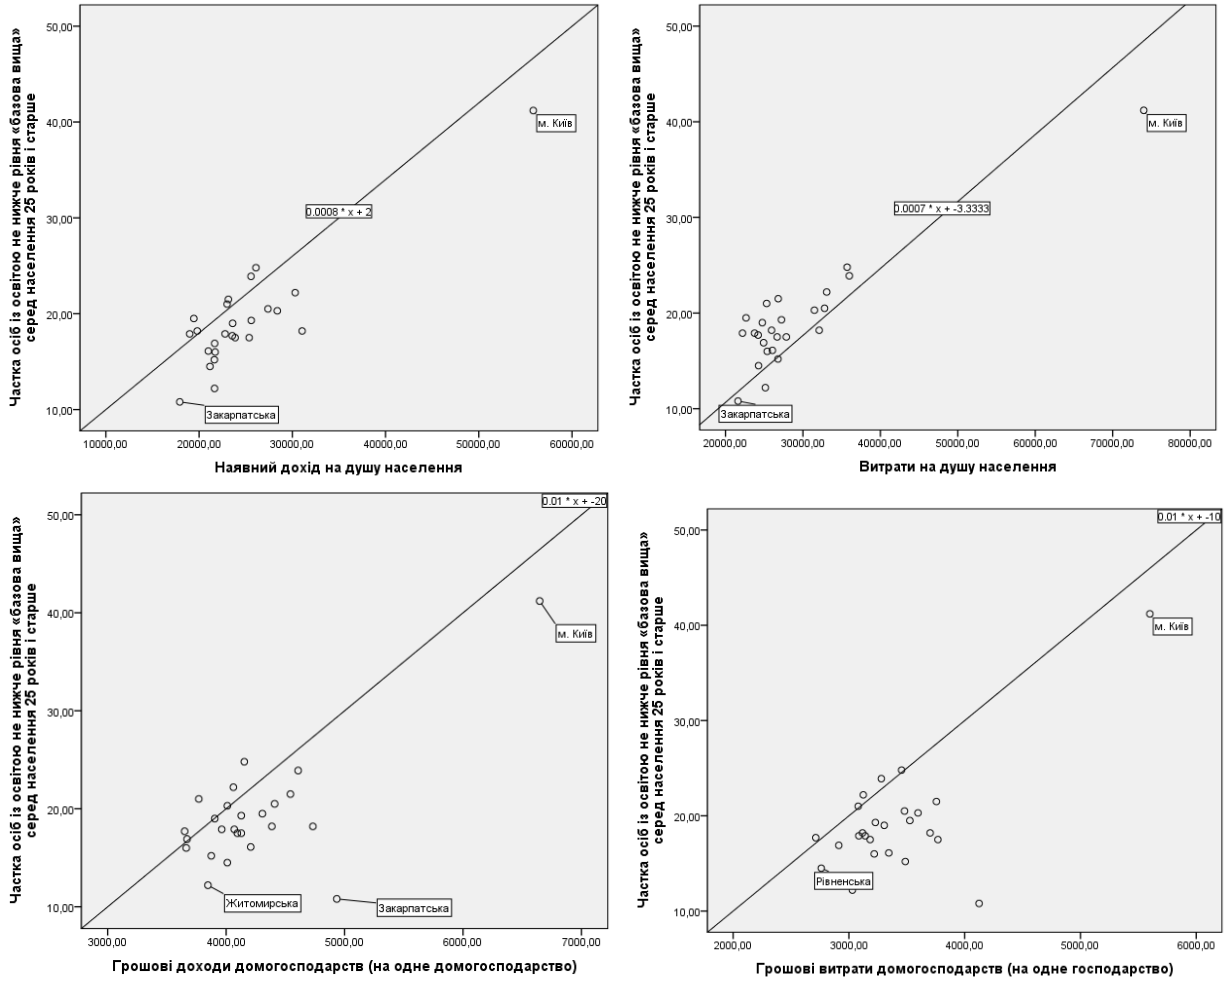 Частка осіб із освітою не нижче рівня «базова вища»
серед населення 25 років і старше
50,00
40,00
30,00
20,00
10,00
м. Київ
0.0008 * x + 2
Закарпатська
10000,00 20000,00 30000,00 40000,00 50000,00 60000,00
Наявний дохід на душу населення
Частка осіб із освітою не нижче рівня «базова вища»
серед населення 25 років і старше
50,00
40,00
30,00
20,00
10,00
м. Київ
0.0007 * x + -3.3333
Закарпатська
20000,00 30000,00 40000,00 50000,00 60000,00 70000,00 80000,00
Витрати на душу населення
Частка осіб із освітою не нижче рівня «базова вища»
серед населення 25 років і старше
50,00
40,00
30,00
20,00
10,00
0.01 * x + -20
м. Київ
Житомирська
Закарпатська
3000,00 4000,00 5000,00 6000,00 7000,00
Грошові доходи домогосподарств (на одне домогосподарство)
Частка осіб із освітою не нижче рівня «базова вища»
серед населення 25 років і старше
50,00
40,00
30,00
20,00
10,00
0.01 * x + -10
м. Київ
Рівненська
2000,00 3000,00 4000,00 5000,00 6000,00
Грошові витрати домогосподарств (на одне господарство)